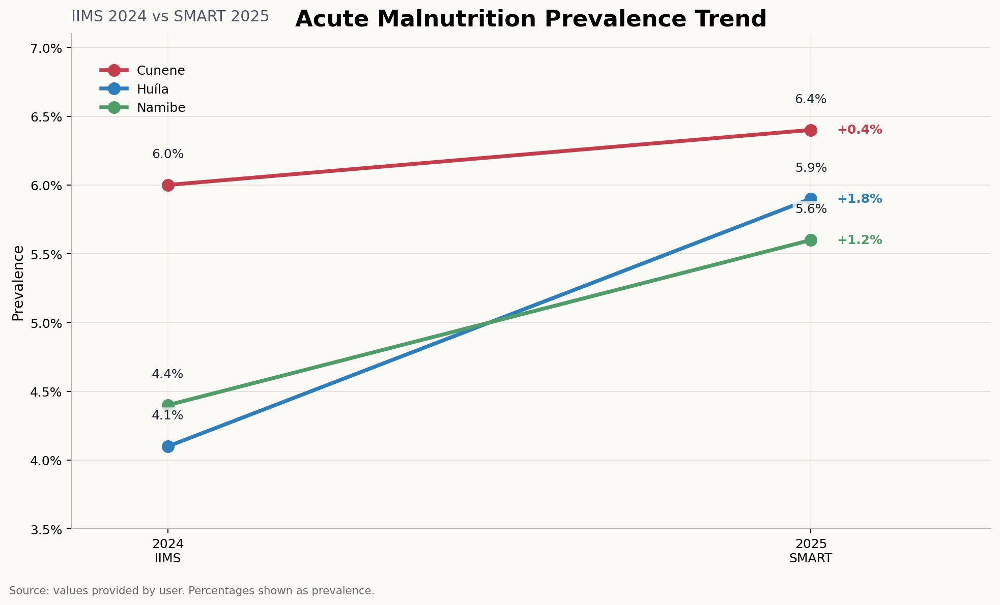 IIMS 2024 vs SMART 2025
Acute Malnutrition Prevalence Trend
7.0%
6.5%
6.0%
5.5%
5.0%
4.5%
4.0%
3.5%
Prevalence
Cunene
Huíla
Namibe
6.0%
4.4%
4.1%
6.4%
+0.4%
5.9%
+1.8%
5.6%
+1.2%
2024
IIMS
2025
SMART
Source: values provided by user. Percentages shown as prevalence.